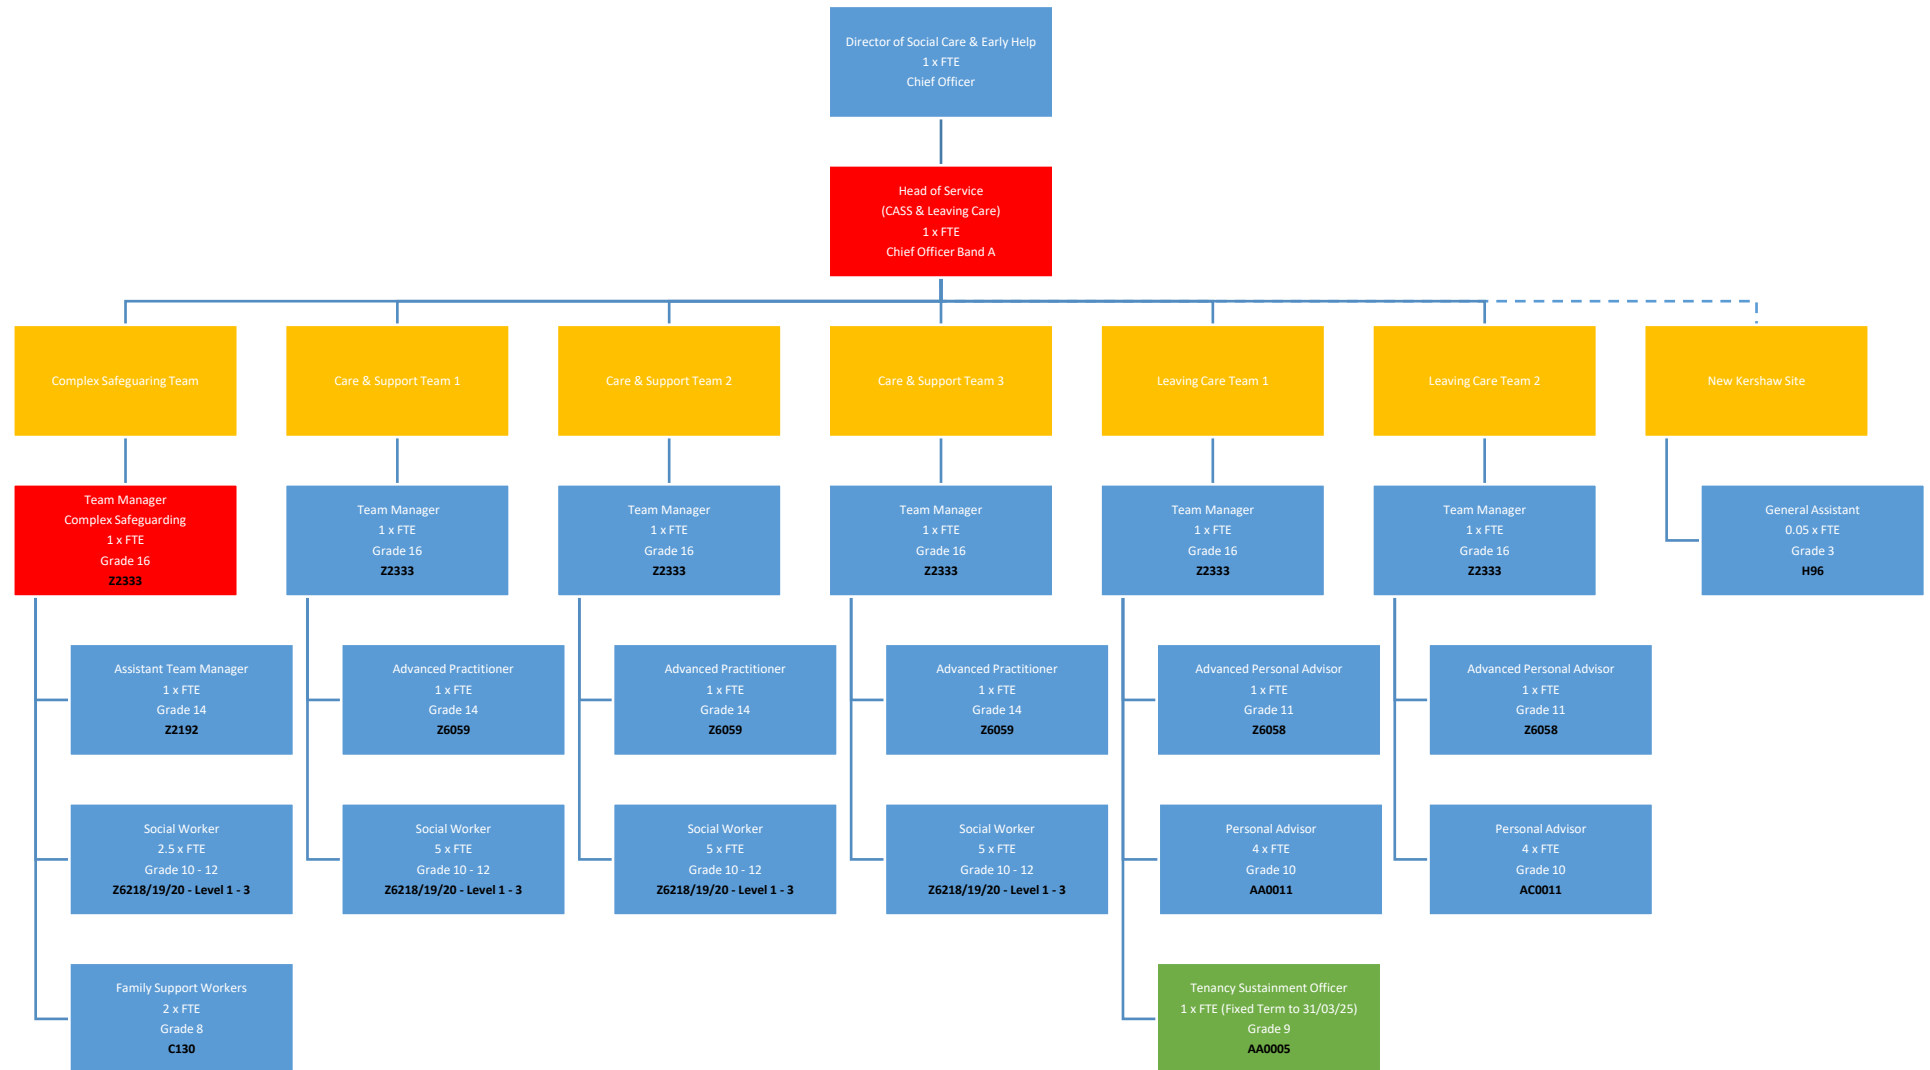 Director of Social Care & Early Help
1 x FTE
Chief Officer
Head of Service
(CASS & Leaving Care)
1 x FTE
Chief Officer Band A
Complex Safeguaring Team
Care & Support Team 1
Care & Support Team 2
Care & Support Team 3
Leaving Care Team 1
Leaving Care Team 2
New Kershaw Site
Team Manager
Complex Safeguarding
1 x FTE
Grade 16
Z2333
Team Manager
1 x FTE
Grade 16
Z2333
Team Manager
1 x FTE
Grade 16
Z2333
Team Manager
1 x FTE
Grade 16
Z2333
Team Manager
1 x FTE
Grade 16
Z2333
Team Manager
1 x FTE
Grade 16
Z2333
General Assistant
0.05 x FTE
Grade 3
H96
Assistant Team Manager
1 x FTE
Grade 14
Z2192
Advanced Practitioner
1 x FTE
Grade 14
Z6059
Advanced Practitioner
1 x FTE
Grade 14
Z6059
Advanced Practitioner
1 x FTE
Grade 14
Z6059
Advanced Personal Advisor
1 x FTE
Grade 11
Z6058
Advanced Personal Advisor
1 x FTE
Grade 11
Z6058
Social Worker
2.5 x FTE
Grade 10 - 12
Z6218/19/20 - Level 1 - 3
Social Worker
5 x FTE
Grade 10 - 12
Z6218/19/20 - Level 1 - 3
Social Worker
5 x FTE
Grade 10 - 12
Z6218/19/20 - Level 1 - 3
Social Worker
5 x FTE
Grade 10 - 12
Z6218/19/20 - Level 1 - 3
Personal Advisor
4 x FTE
Grade 10
AA0011
Personal Advisor
4 x FTE
Grade 10
AC0011
Family Support Workers
2 x FTE
Grade 8
C130
Tenancy Sustainment Officer
1 x FTE (Fixed Term to 31/03/25)
Grade 9
AA0005